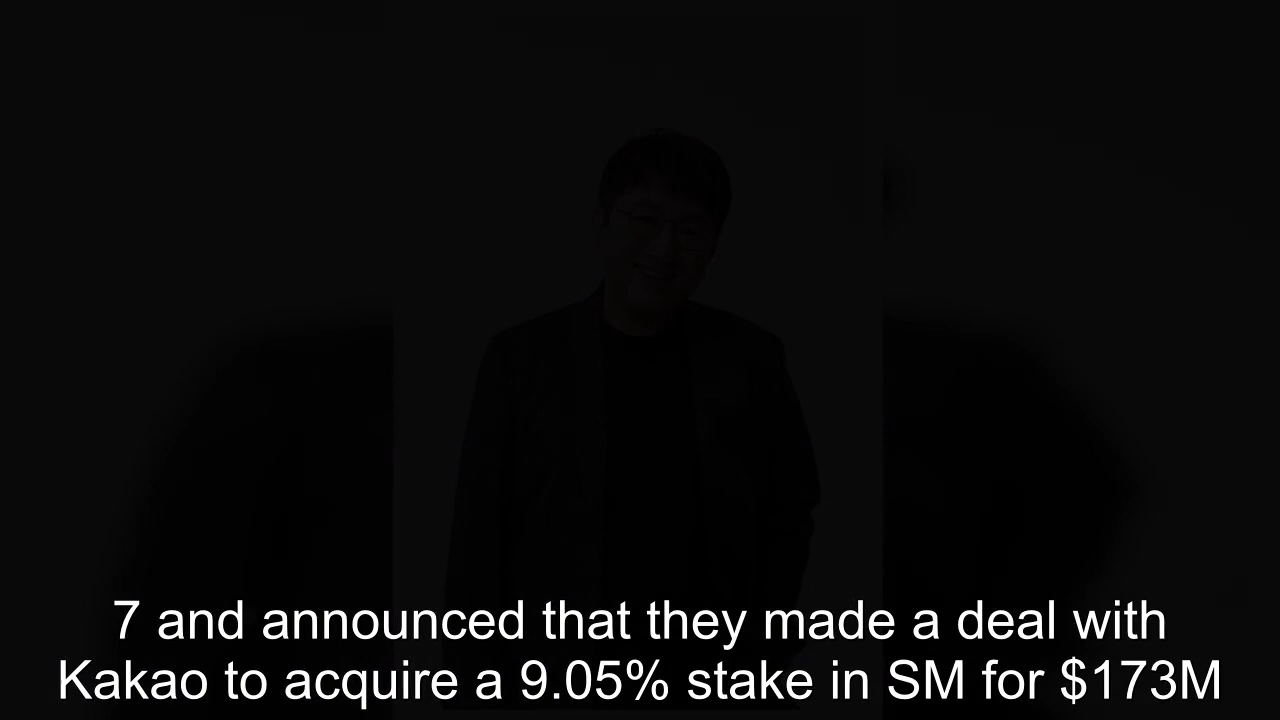 7 and announced that they made a deal with
Kakao to acquire a 9.05% stake in SM for $173M